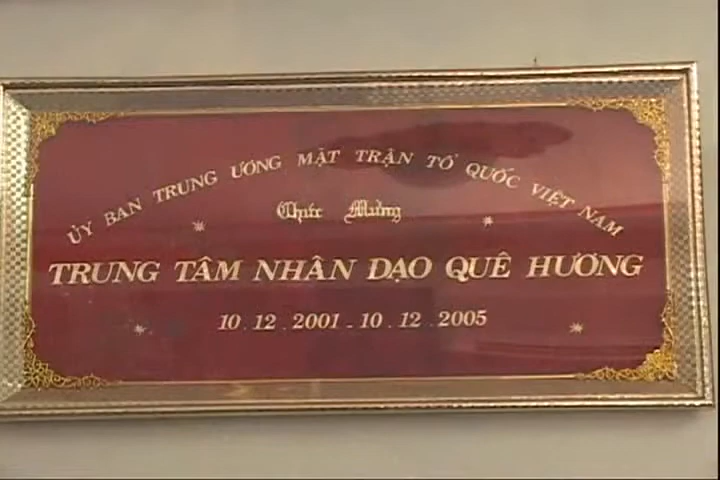 ỦY BAN TRUNG ƯƠNG MẶT TRẬN TỔ QUỐC VIỆT NAM
Chúc Mừng
TRUNG TÂM NHÂN ĐẠO QUÊ HƯƠNG
10.12.2001-10.12.2005